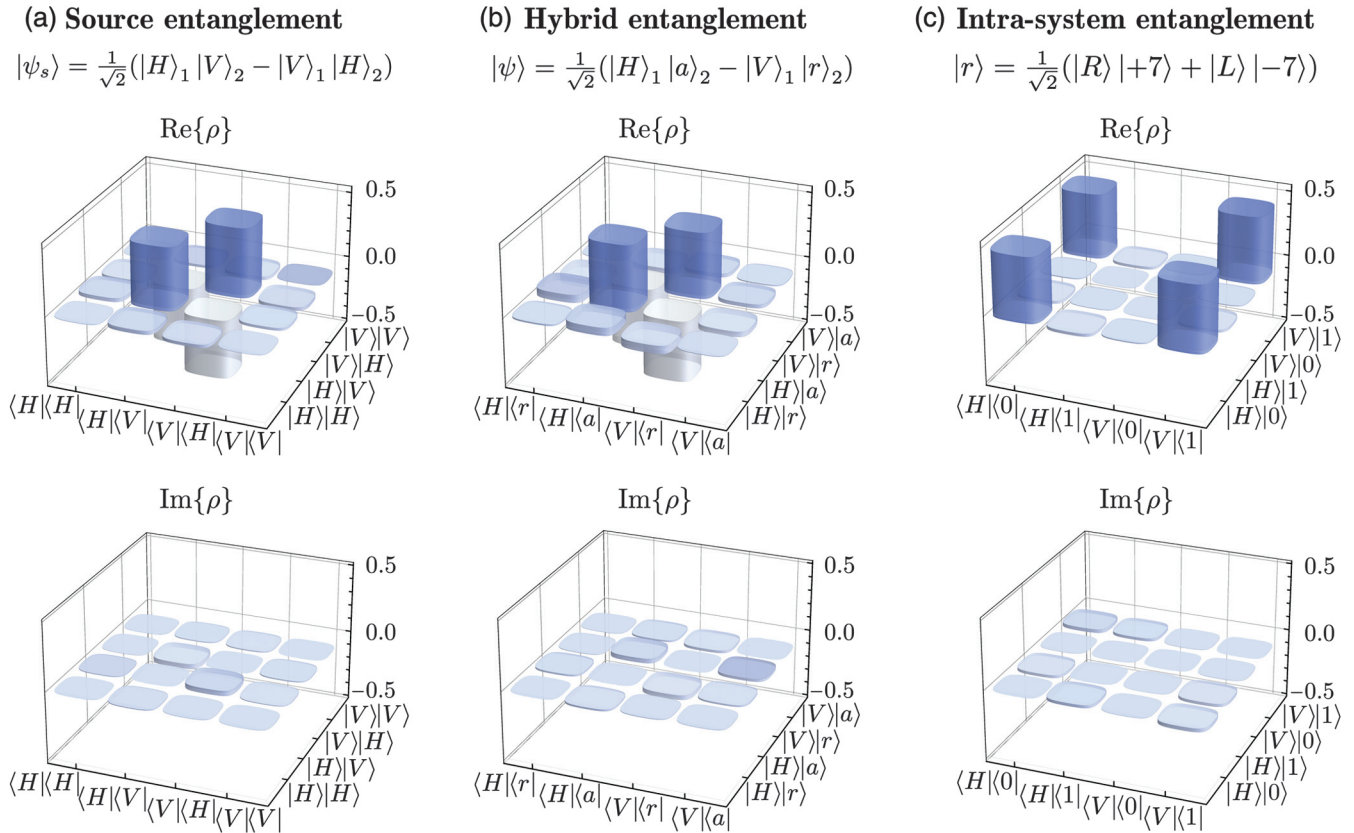 (a) Source entanglement
|ψₛ⟩ = 1/√2 (|H⟩₁ |V⟩₂ − |V⟩₁ |H⟩₂)
Re{ρ}
0.5
0.0
−0.5
|V⟩|V⟩
|V⟩|H⟩
|H⟩|V⟩
|H⟩|H⟩
⟨H|⟨H|
⟨H|⟨V|
⟨V|⟨H|
⟨V|⟨V|
Im{ρ}
0.5
0.0
−0.5
|V⟩|V⟩
|V⟩|H⟩
|H⟩|V⟩
|H⟩|H⟩
⟨H|⟨H|
⟨H|⟨V|
⟨V|⟨H|
⟨V|⟨V|
(b) Hybrid entanglement
|ψ⟩ = 1/√2 (|H⟩₁ |a⟩₂ − |V⟩₁ |r⟩₂)
Re{ρ}
0.5
0.0
−0.5
|V⟩|a⟩
|V⟩|r⟩
|H⟩|a⟩
|H⟩|r⟩
⟨H|⟨r|
⟨H|⟨a|
⟨V|⟨r|
⟨V|⟨a|
Im{ρ}
0.5
0.0
−0.5
|V⟩|a⟩
|V⟩|r⟩
|H⟩|a⟩
|H⟩|r⟩
⟨H|⟨r|
⟨H|⟨a|
⟨V|⟨r|
⟨V|⟨a|
(c) Intra-system entanglement
|r⟩ = 1/√2 (|R⟩ |+7⟩ + |L⟩ |−7⟩)
Re{ρ}
0.5
0.0
−0.5
|V⟩|1⟩
|V⟩|0⟩
|H⟩|1⟩
|H⟩|0⟩
⟨H|⟨0|
⟨H|⟨1|
⟨V|⟨0|
⟨V|⟨1|
Im{ρ}
0.5
0.0
−0.5
|V⟩|1⟩
|V⟩|0⟩
|H⟩|1⟩
|H⟩|0⟩
⟨H|⟨0|
⟨H|⟨1|
⟨V|⟨0|
⟨V|⟨1|